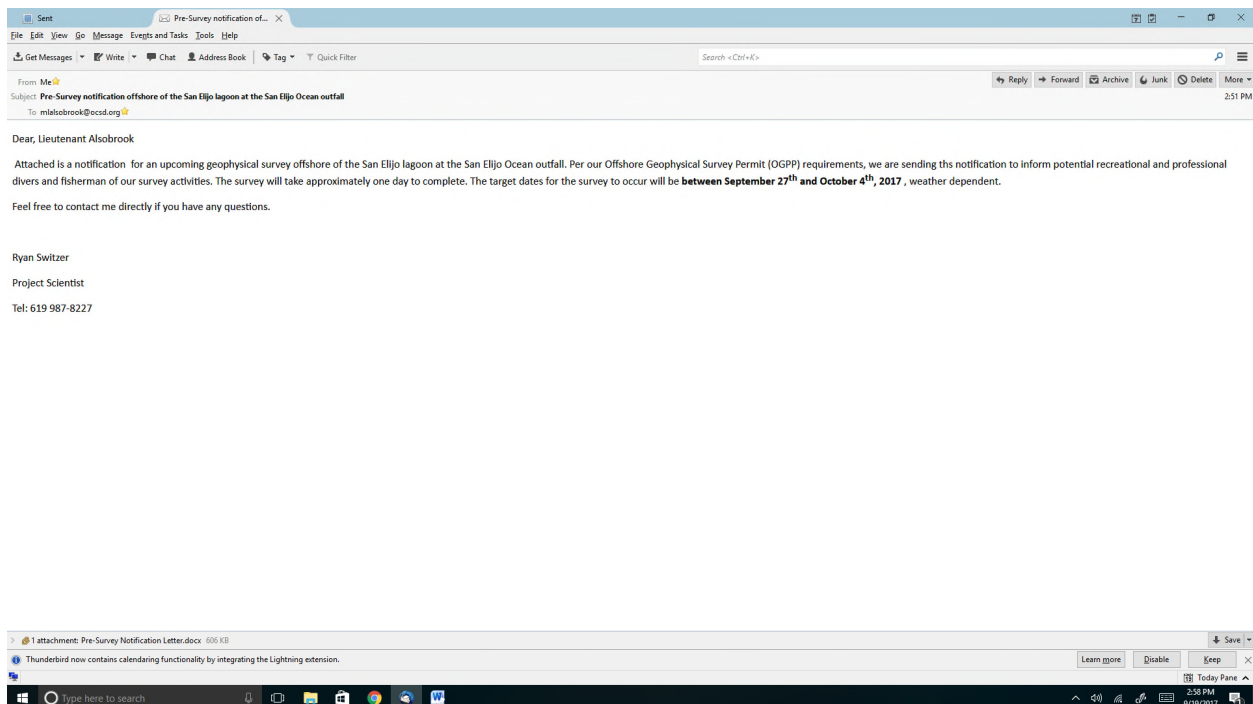 Sent
Pre-Survey notification of...
File Edit View Go Message Events and Tasks Tools Help
Get Messages Write Chat Address Book Tag Quick Filter
Search <Ctrl+K>
From Me
Reply Forward Archive Junk Delete More
Subject Pre-Survey notification offshore of the San Elijo lagoon at the San Elijo Ocean outfall
2:51 PM
To mlalsobrook@ocsd.org
Dear, Lieutenant Alsobrook
Attached is a notification for an upcoming geophysical survey offshore of the San Elijo lagoon at the San Elijo Ocean outfall. Per our Offshore Geophysical Survey Permit (OGPP) requirements, we are sending ths notification to inform potential recreational and professional
divers and fisherman of our survey activities. The survey will take approximately one day to complete. The target dates for the survey to occur will be between September 27th and October 4th, 2017 , weather dependent.
Feel free to contact me directly if you have any questions.
Ryan Switzer
Project Scientist
Tel: 619 987-8227
1 attachment: Pre-Survey Notification Letter.docx 606 KB
Save
Thunderbird now contains calendaring functionality by integrating the Lightning extension.
Learn more Disable Keep
Today Pane
Type here to search
2:58 PM
9/19/2017